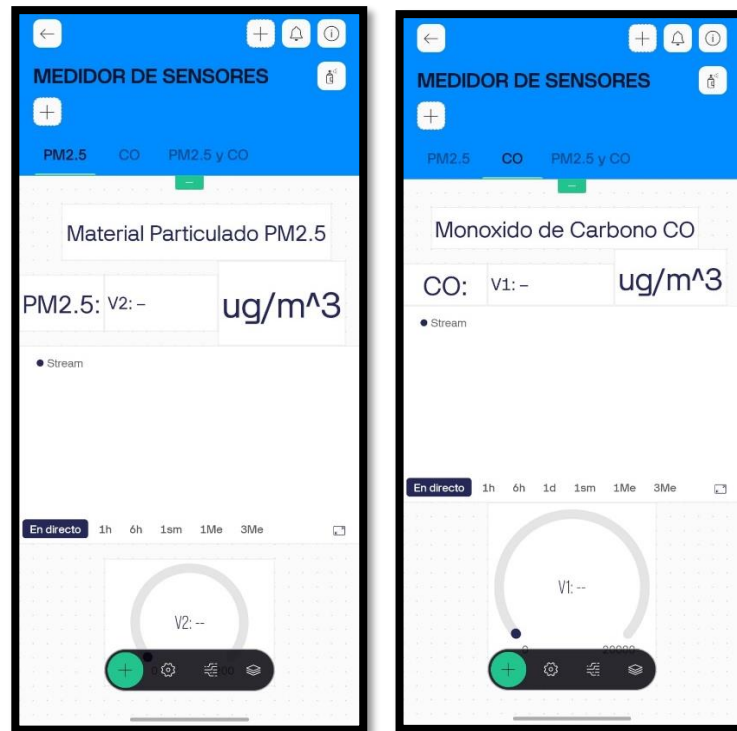 MEDIDOR DE SENSORES
PM2.5 CO PM2.5 y CO
Material Particulado PM2.5
PM2.5: V2: – ug/m^3
Stream
En directo 1h 6h 1sm 1Me 3Me
V2: --
MEDIDOR DE SENSORES
PM2.5 CO PM2.5 y CO
Monoxido de Carbono CO
CO: V1: – ug/m^3
Stream
En directo 1h 6h 1d 1sm 1Me 3Me
V1: --